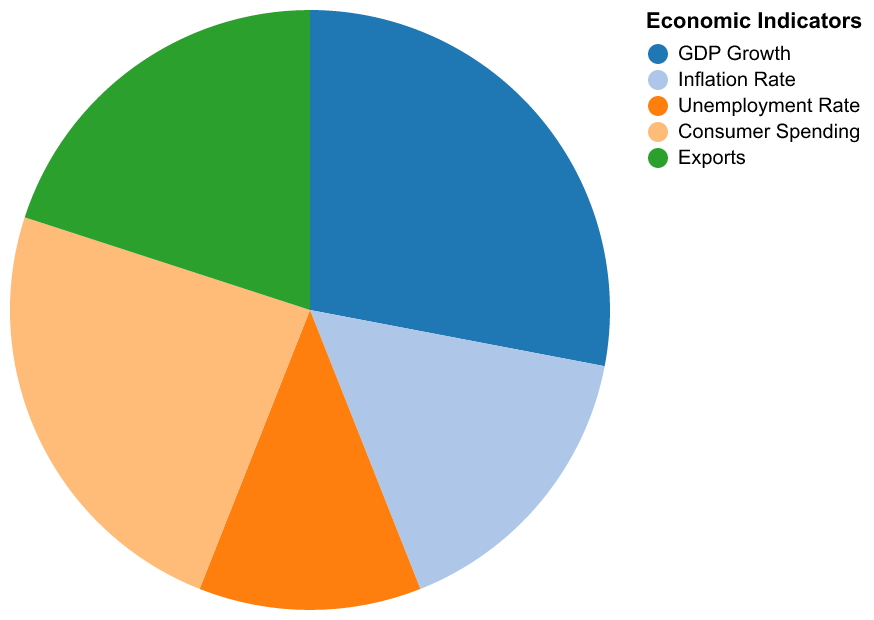 Economic Indicators
GDP Growth
Inflation Rate
Unemployment Rate
Consumer Spending
Exports